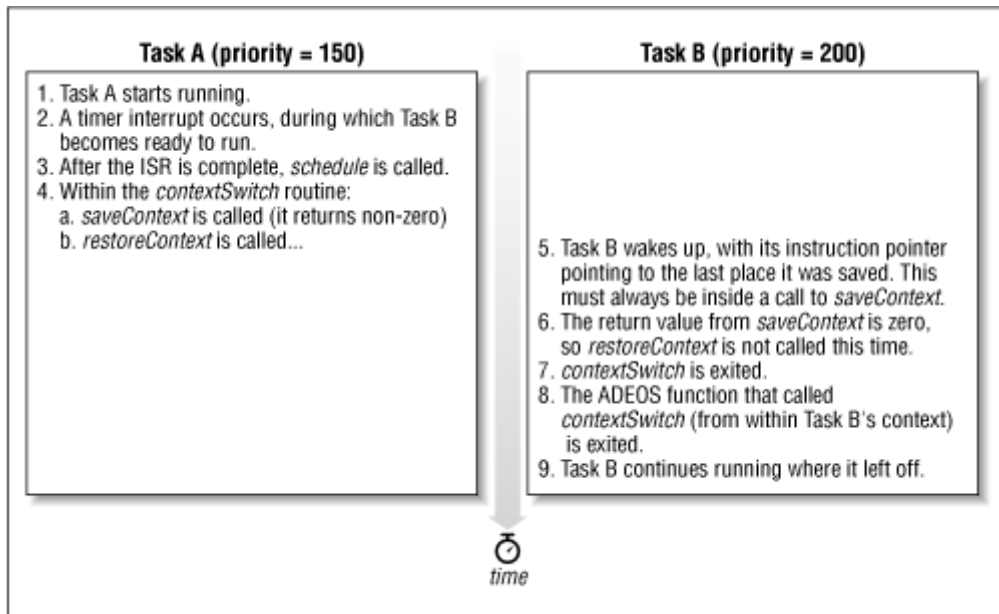 Task A (priority = 150)
1. Task A starts running.
2. A timer interrupt occurs, during which Task B
becomes ready to run.
3. After the ISR is complete, schedule is called.
4. Within the contextSwitch routine:
a. saveContext is called (it returns non-zero)
b. restoreContext is called...
Task B (priority = 200)
5. Task B wakes up, with its instruction pointer
pointing to the last place it was saved. This
must always be inside a call to saveContext.
6. The return value from saveContext is zero,
so restoreContext is not called this time.
7. contextSwitch is exited.
8. The ADEOS function that called
contextSwitch (from within Task B's context)
is exited.
9. Task B continues running where it left off.
time